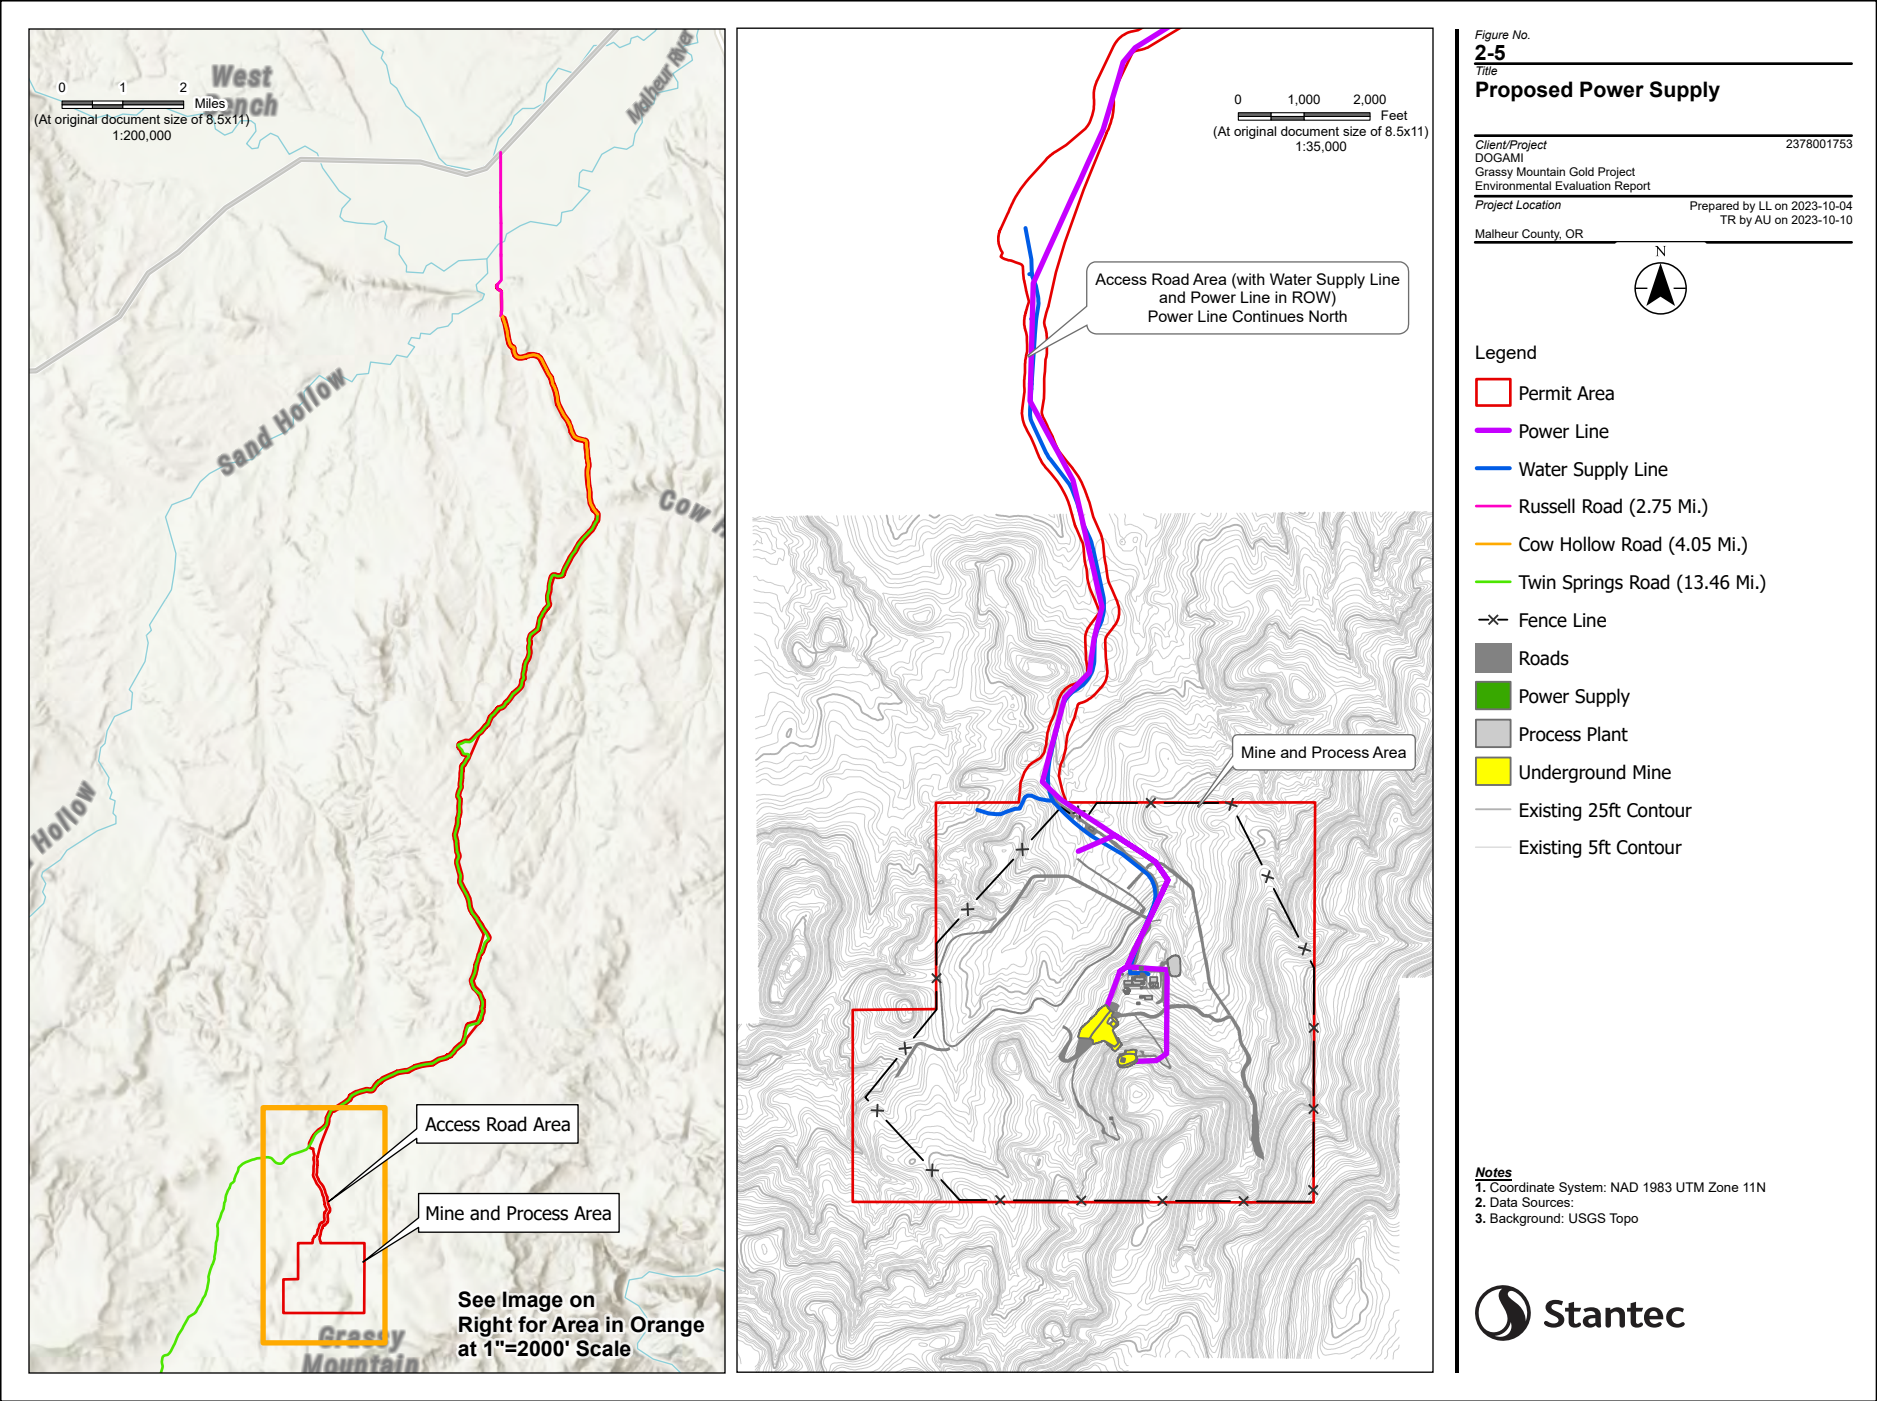 West
Bench
0 1 2
Miles
(At original document size of 8.5x11)
1:200,000
Malheur River
Sand Hollow
Cow H
Hollow
Access Road Area
Mine and Process Area
See Image on
Right for Area in Orange
at 1"=2000' Scale
Grassy
Mountain
0 1,000 2,000
Feet
(At original document size of 8.5x11)
1:35,000
Access Road Area (with Water Supply Line
and Power Line in ROW)
Power Line Continues North
Mine and Process Area
Figure No.
2-5
Title
Proposed Power Supply
Client/Project 2378001753
DOGAMI
Grassy Mountain Gold Project
Environmental Evaluation Report
Project Location Prepared by LL on 2023-10-04
TR by AU on 2023-10-10
Malheur County, OR
N
Legend
Permit Area
Power Line
Water Supply Line
Russell Road (2.75 Mi.)
Cow Hollow Road (4.05 Mi.)
Twin Springs Road (13.46 Mi.)
Fence Line
Roads
Power Supply
Process Plant
Underground Mine
Existing 25ft Contour
Existing 5ft Contour
Notes
1. Coordinate System: NAD 1983 UTM Zone 11N
2. Data Sources:
3. Background: USGS Topo
Stantec